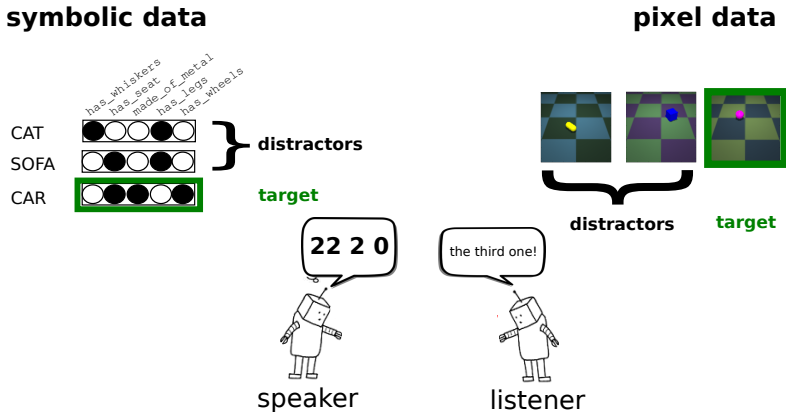 symbolic data
pixel data
has_whiskers
has_seat
made_of_metal
has_legs
has_wheels
CAT
SOFA
CAR
distractors
target
distractors
target
22 2 0
the third one!
speaker
listener